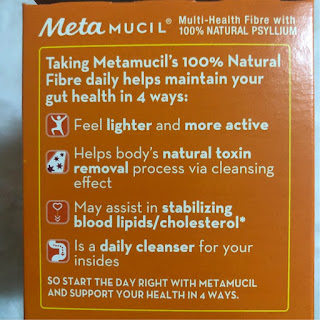 Meta MUCIL® Multi-Health Fibre with
100% NATURAL PSYLLIUM
Taking Metamucil's 100% Natural
Fibre daily helps maintain your
gut health in 4 ways:
Feel lighter and more active
Helps body's natural toxin
removal process via cleansing
effect
May assist in stabilizing
blood lipids/cholesterol*
Is a daily cleanser for your
insides
SO START THE DAY RIGHT WITH METAMUCIL
AND SUPPORT YOUR HEALTH IN 4 WAYS.